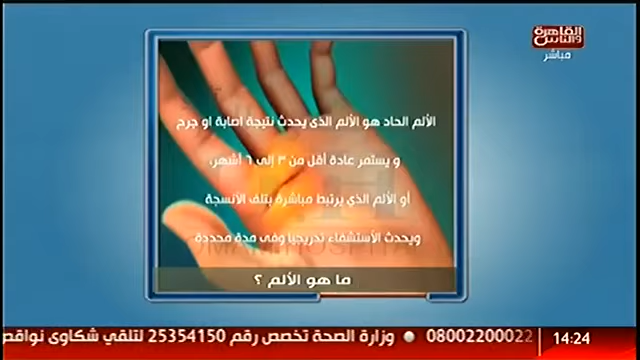 القاهرة
والناس
مباشر
الألم الحاد هو الألم الذى يحدث نتيجة اصابة او جرح
و يستمر عادة أقل من ٣ إلى ٦ أشهر،
أو الألم الذي يرتبط مباشرة بتلف الأنسجة
ويحدث الأستشفاء تدريجيا وفى مدة محددة
ما هو الألم ؟
08002200022 ● وزارة الصحة تخصص رقم 25354150 لتلقي شكاوى نواقص
14:24